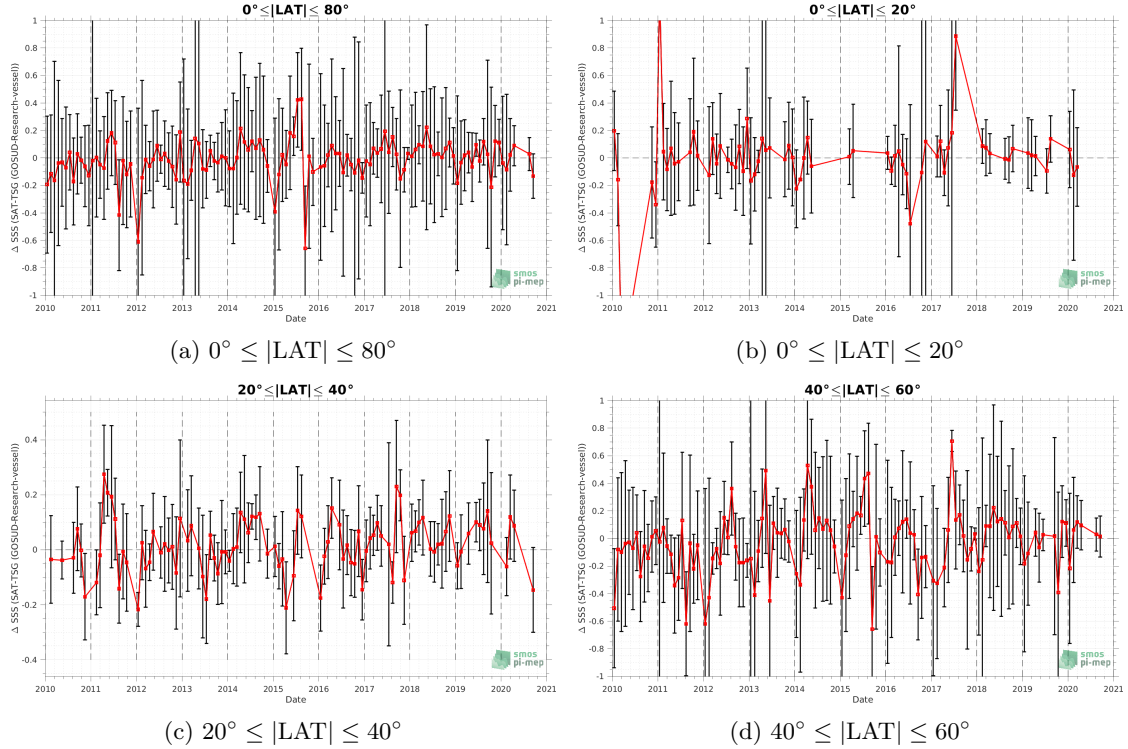 0°≤|LAT|≤ 80°
Δ SSS (SAT-TSG (GOSUD-Research-vessel))
1
0.8
0.6
0.4
0.2
0
-0.2
-0.4
-0.6
-0.8
-1
2010 2011 2012 2013 2014 2015 2016 2017 2018 2019 2020 2021
Date
smos
pi-mep
(a) 0° ≤ |LAT| ≤ 80°
0°≤|LAT|≤ 20°
Δ SSS (SAT-TSG (GOSUD-Research-vessel))
1
0.8
0.6
0.4
0.2
0
-0.2
-0.4
-0.6
-0.8
-1
2010 2011 2012 2013 2014 2015 2016 2017 2018 2019 2020 2021
Date
smos
pi-mep
(b) 0° ≤ |LAT| ≤ 20°
20°≤|LAT|≤ 40°
Δ SSS (SAT-TSG (GOSUD-Research-vessel))
0.4
0.2
0
-0.2
-0.4
2010 2011 2012 2013 2014 2015 2016 2017 2018 2019 2020 2021
Date
smos
pi-mep
(c) 20° ≤ |LAT| ≤ 40°
40°≤|LAT|≤ 60°
Δ SSS (SAT-TSG (GOSUD-Research-vessel))
1
0.8
0.6
0.4
0.2
0
-0.2
-0.4
-0.6
-0.8
-1
2010 2011 2012 2013 2014 2015 2016 2017 2018 2019 2020 2021
Date
smos
pi-mep
(d) 40° ≤ |LAT| ≤ 60°